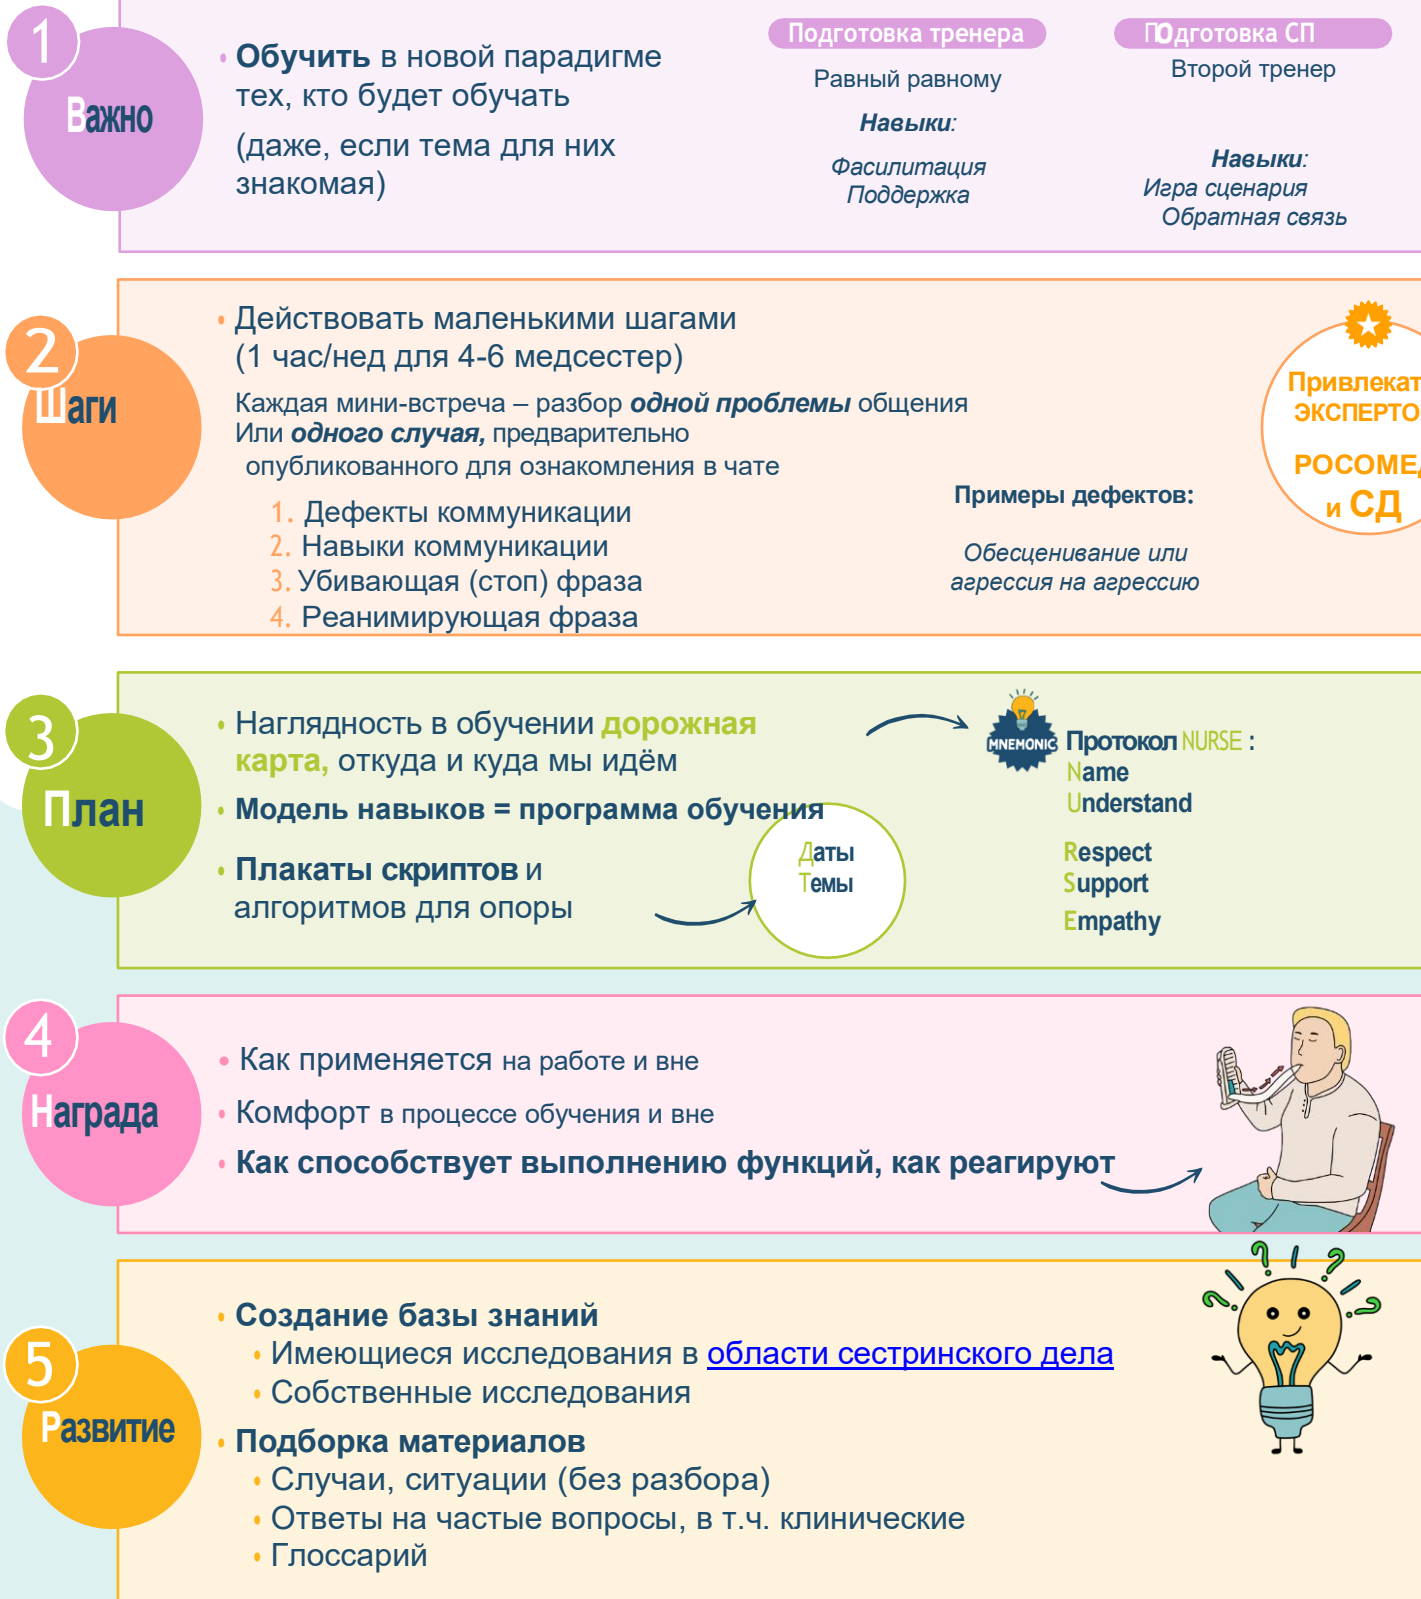 1
Важно
• Обучить в новой парадигме
тех, кто будет обучать
(даже, если тема для них
знакомая)
Подготовка тренера
Равный равному
Навыки:
Фасилитация
Поддержка
Подготовка СП
Второй тренер
Навыки:
Игра сценария
Обратная связь
2
Шаги
• Действовать маленькими шагами
(1 час/нед для 4-6 медсестер)
Каждая мини-встреча – разбор одной проблемы общения
Или одного случая, предварительно
опубликованного для ознакомления в чате
1. Дефекты коммуникации
2. Навыки коммуникации
3. Убивающая (стоп) фраза
4. Реанимирующая фраза
Примеры дефектов:
Обесценивание или
агрессия на агрессию
Привлекат
ЭКСПЕРТО
РОСОМЕД
и СД
3
План
• Наглядность в обучении дорожная
карта, откуда и куда мы идём
• Модель навыков = программа обучения
• Плакаты скриптов и
алгоритмов для опоры
Даты
Темы
MNEMONIC
Протокол NURSE :
Name
Understand
Respect
Support
Empathy
4
Награда
• Как применяется на работе и вне
• Комфорт в процессе обучения и вне
• Как способствует выполнению функций, как реагируют
5
Развитие
• Создание базы знаний
• Имеющиеся исследования в области сестринского дела
• Собственные исследования
• Подборка материалов
• Случаи, ситуации (без разбора)
• Ответы на частые вопросы, в т.ч. клинические
• Глоссарий